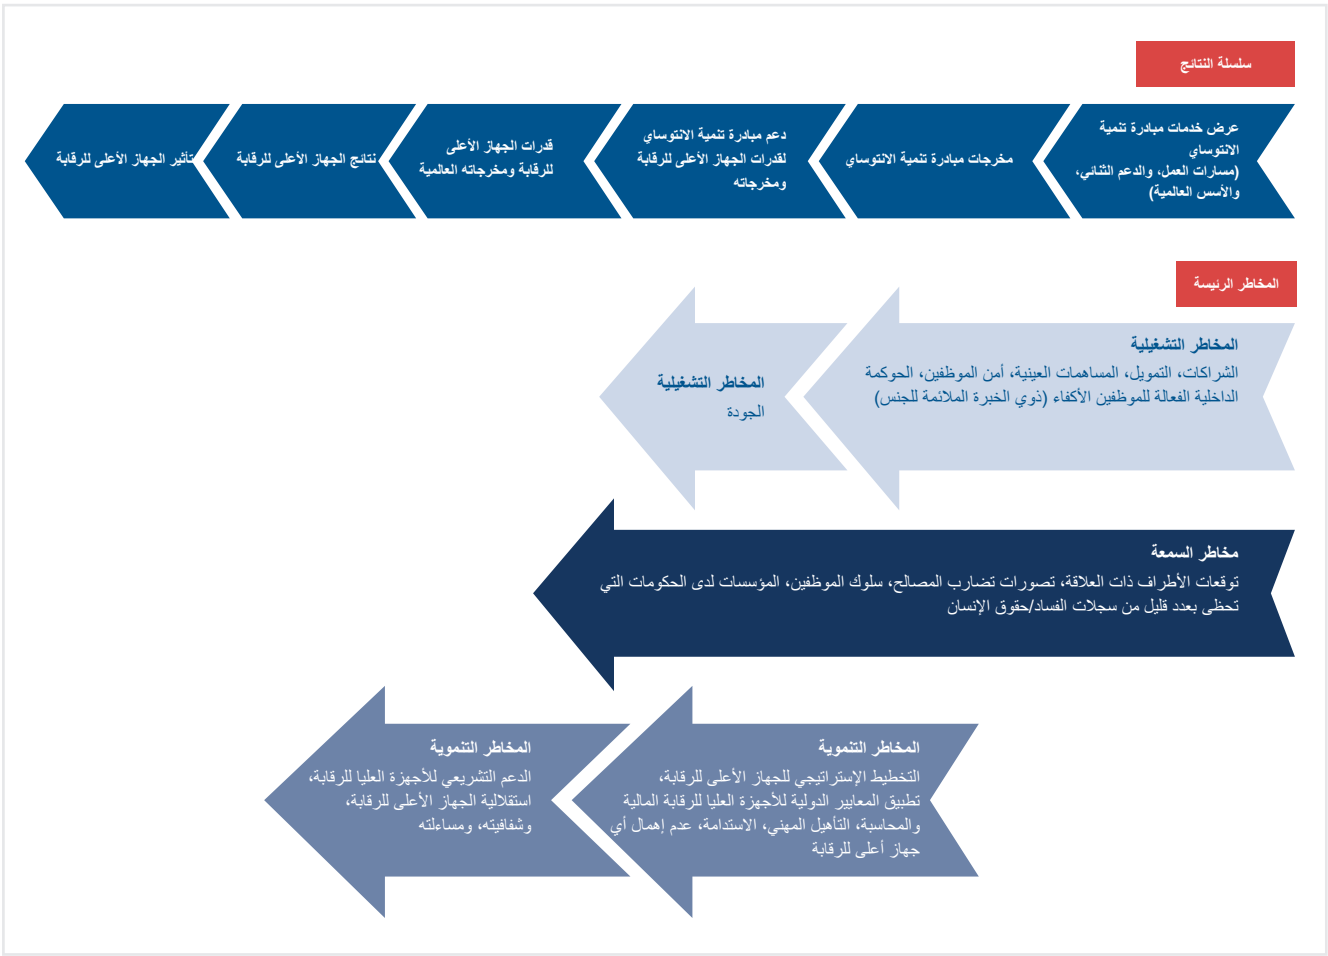 سلسلة النتائج
عرض خدمات مبادرة تنمية
الانتوساي
(مسارات العمل، والدعم الثنائي،
والأسس العالمية)
مخرجات مبادرة تنمية الانتوساي
دعم مبادرة تنمية الانتوساي
لقدرات الجهاز الأعلى للرقابة
ومخرجاته
قدرات الجهاز الأعلى
للرقابة ومخرجاته العالمية
نتائج الجهاز الأعلى للرقابة
تأثير الجهاز الأعلى للرقابة
المخاطر الرئيسة
المخاطر التشغيلية
الشراكات، التمويل، المساهمات العينية، أمن الموظفين، الحوكمة
الداخلية الفعالة للموظفين الأكفاء (ذوي الخبرة الملائمة للجنس)
المخاطر التشغيلية
الجودة
مخاطر السمعة
توقعات الأطراف ذات العلاقة، تصورات تضارب المصالح، سلوك الموظفين، المؤسسات لدى الحكومات التي
تحظى بعدد قليل من سجلات الفساد/حقوق الإنسان
المخاطر التنموية
التخطيط الإستراتيجي للجهاز الأعلى للرقابة،
تطبيق المعايير الدولية للأجهزة العليا للرقابة المالية
والمحاسبة، التأهيل المهني، الاستدامة، عدم إهمال أي
جهاز أعلى للرقابة
المخاطر التنموية
الدعم التشريعي للأجهزة العليا للرقابة،
استقلالية الجهاز الأعلى للرقابة،
وشفافيته، ومساءلته